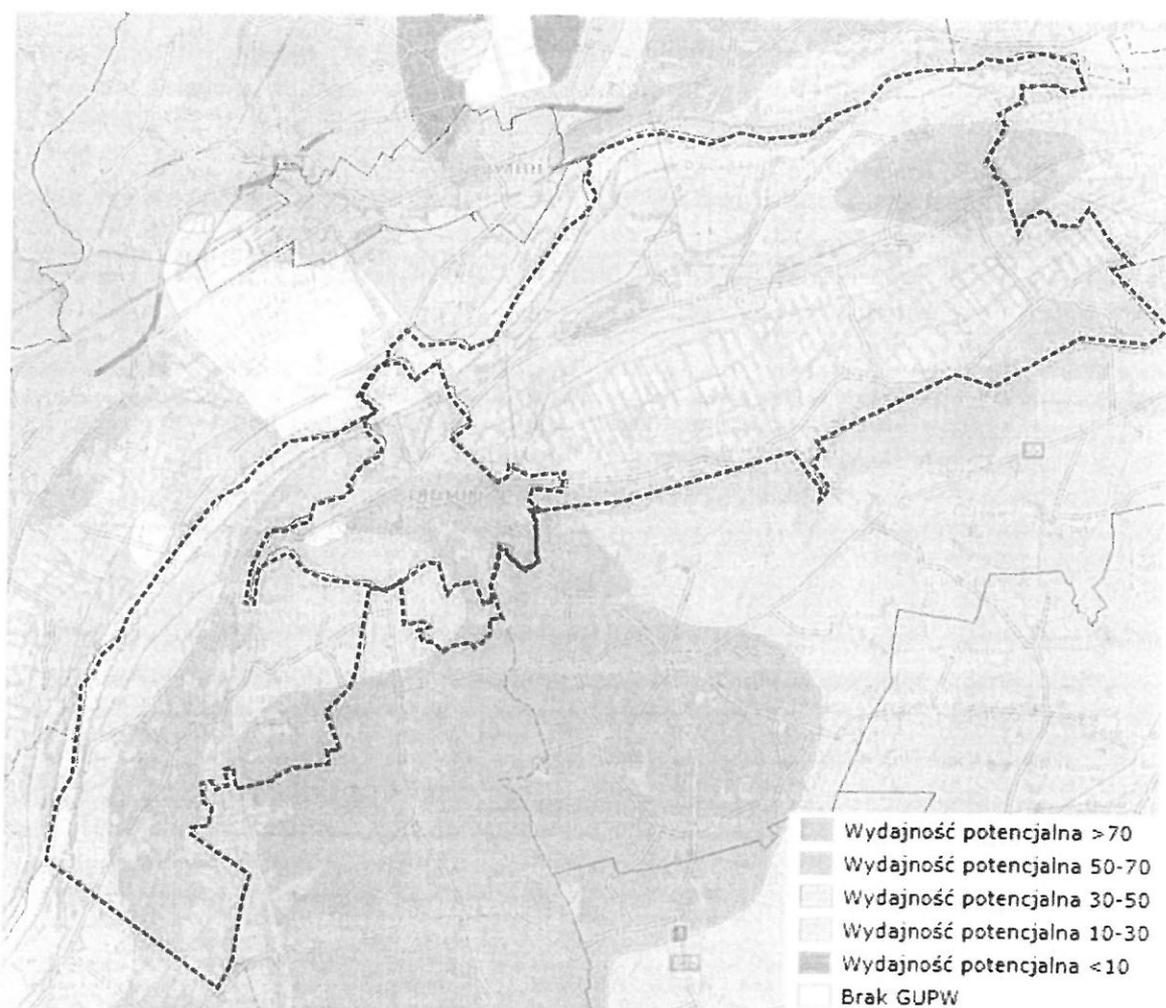 Wydajność potencjalna >70
Wydajność potencjalna 50-70
Wydajność potencjalna 30-50
Wydajność potencjalna 10-30
Wydajność potencjalna <10
Brak GUPW